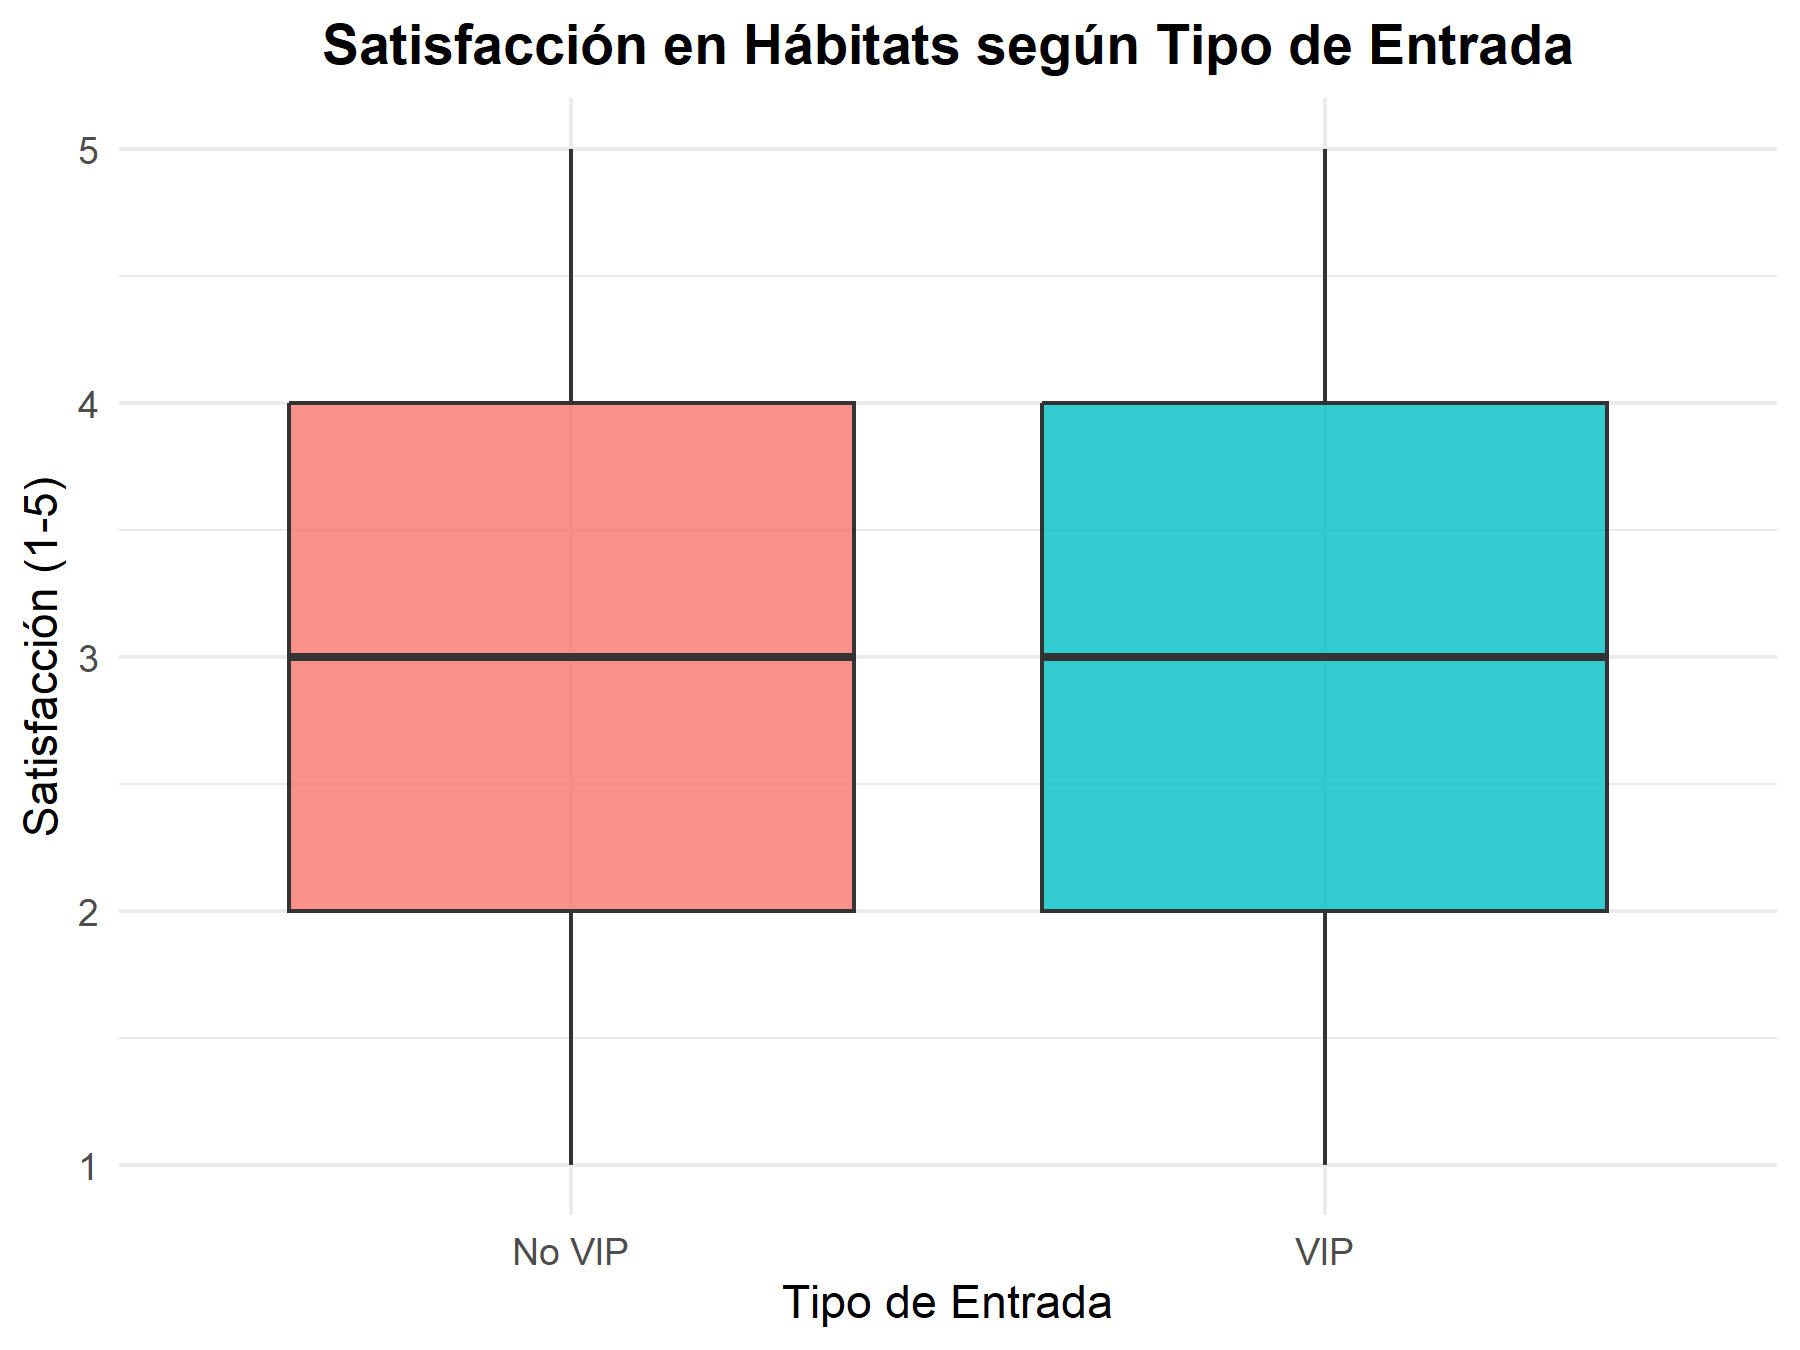 Satisfacción en Hábitats según Tipo de Entrada
Satisfacción (1-5)
5
4
3
2
1
No VIP
VIP
Tipo de Entrada